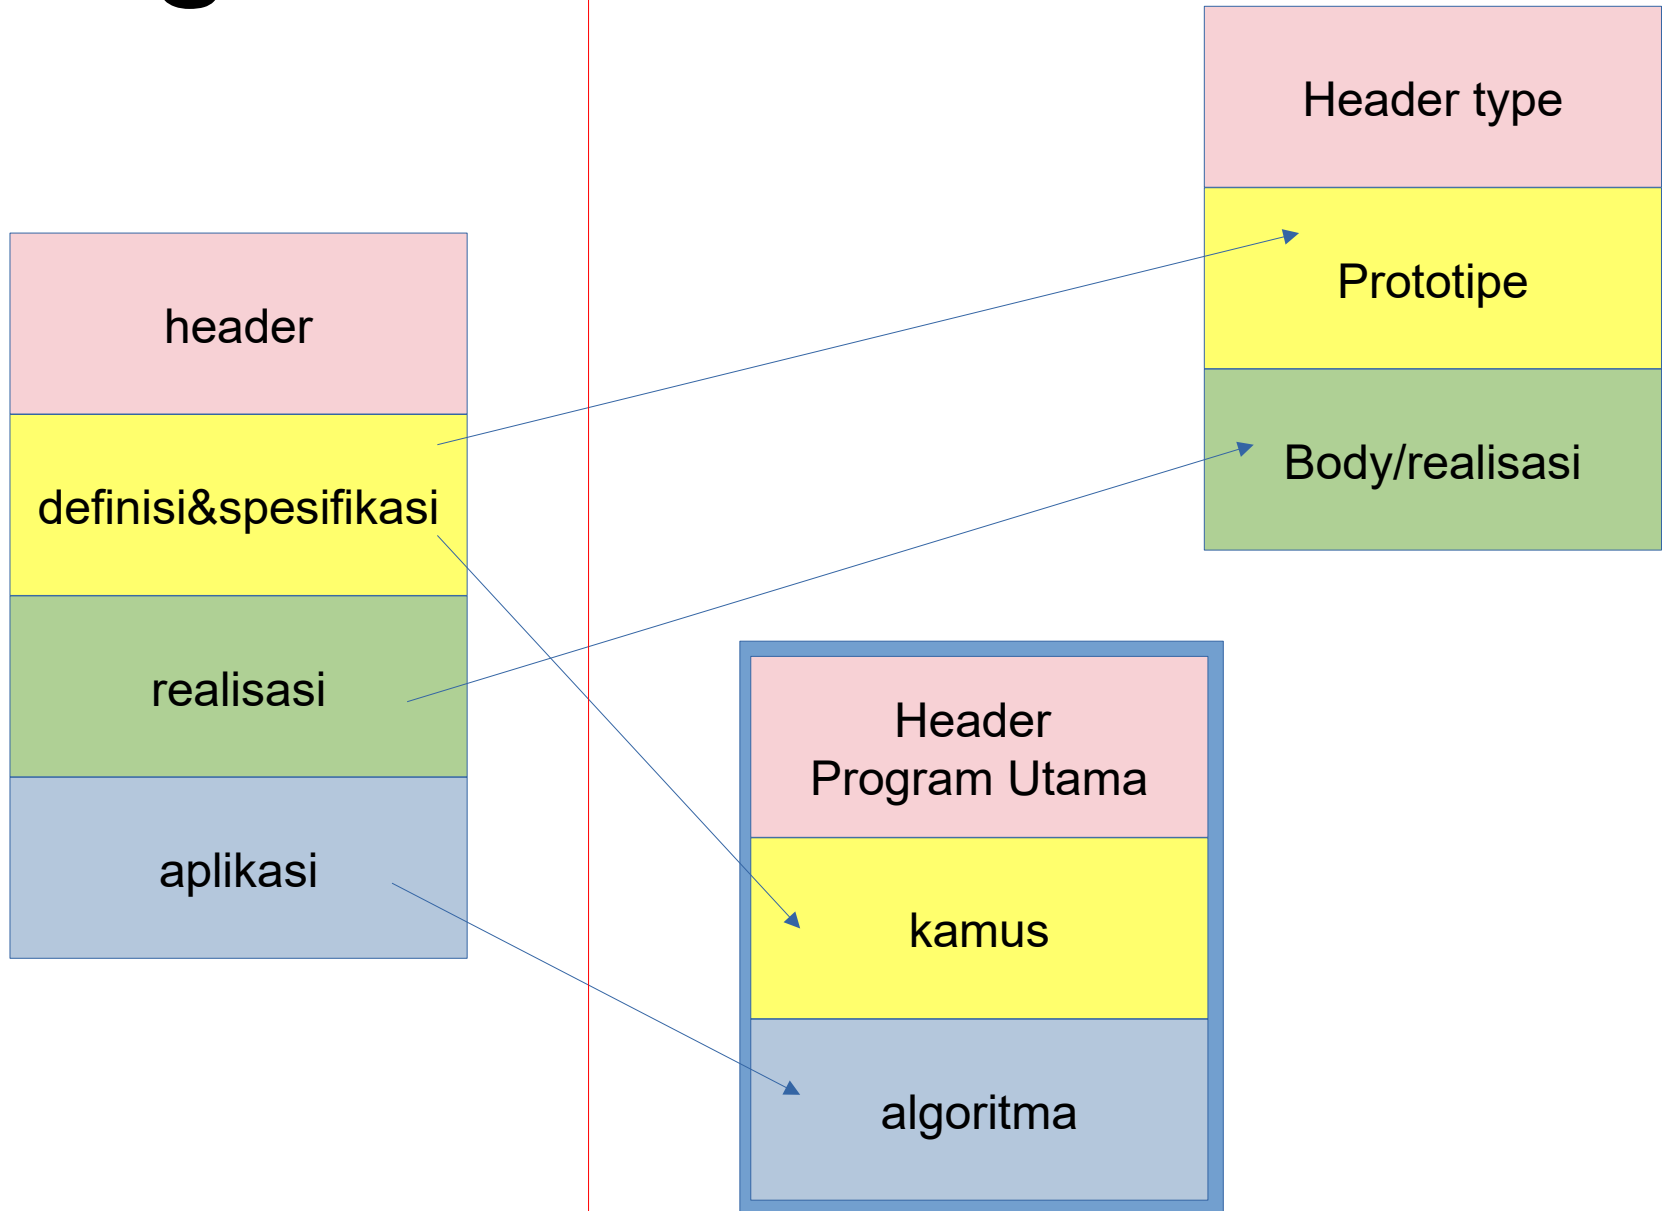 header
definisi&spesifikasi
realisasi
aplikasi
Header type
Prototipe
Body/realisasi
Header
Program Utama
kamus
algoritma